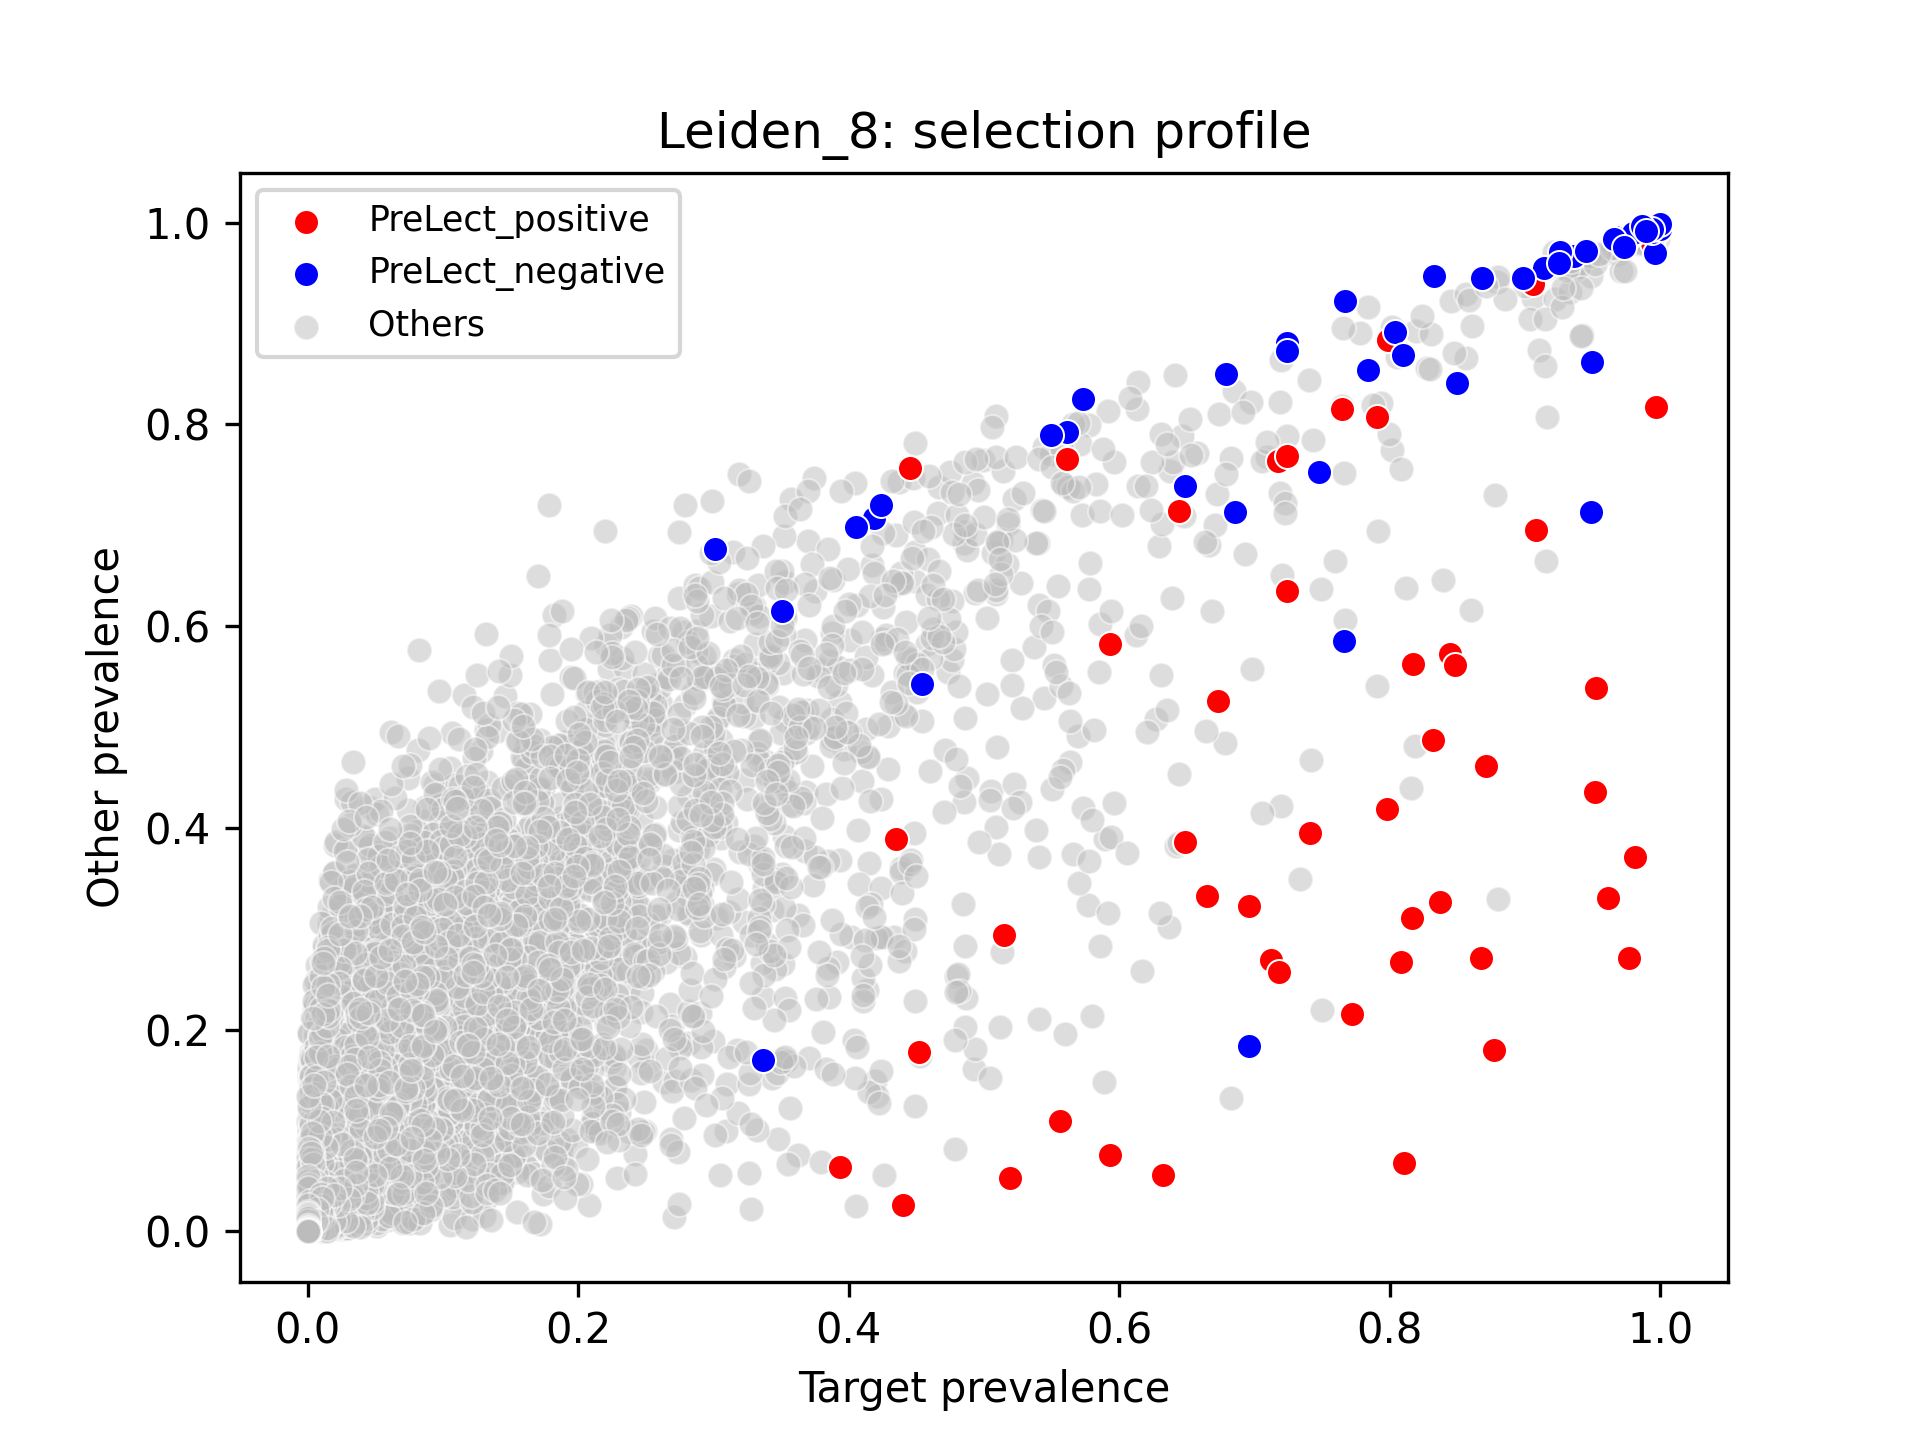 Leiden_8: selection profile
PreLect_positive
PreLect_negative
Others
1.0
0.8
0.6
0.4
0.2
0.0
Other prevalence
0.0 0.2 0.4 0.6 0.8 1.0
Target prevalence